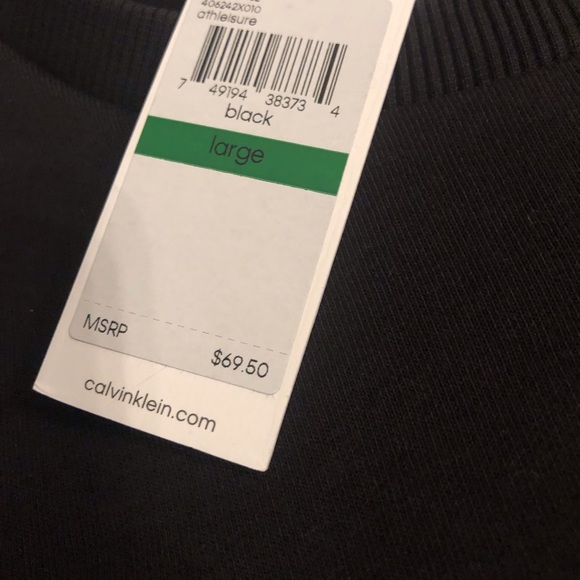 406242X010
athleisure
7 49194 38373 4
black
large
MSRP
$69.50
calvinklein.com